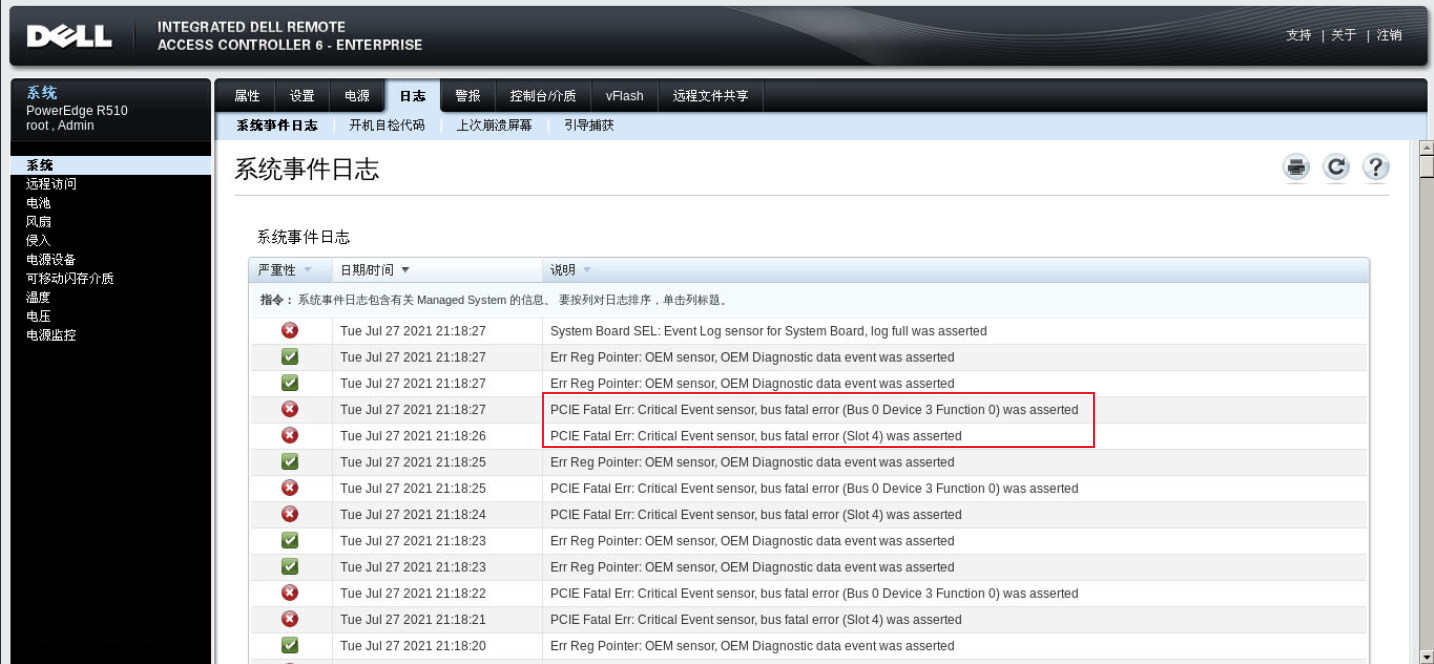 DELL
INTEGRATED DELL REMOTE
ACCESS CONTROLLER 6 - ENTERPRISE
支持 | 关于 | 注销
系统
PowerEdge R510
root , Admin
属性 设置 电源 日志 警报 控制台/介质 vFlash 远程文件共享
系统事件日志 开机自检代码 上次崩溃屏幕 引导捕获
系统
远程访问
电池
风扇
侵入
电源设备
可移动闪存介质
温度
电压
电源监控
系统事件日志
系统事件日志
严重性 日期/时间 说明
指令： 系统事件日志包含有关 Managed System 的信息。 要按列对日志排序，单击列标题。
Tue Jul 27 2021 21:18:27 System Board SEL: Event Log sensor for System Board, log full was asserted
Tue Jul 27 2021 21:18:27 Err Reg Pointer: OEM sensor, OEM Diagnostic data event was asserted
Tue Jul 27 2021 21:18:27 Err Reg Pointer: OEM sensor, OEM Diagnostic data event was asserted
Tue Jul 27 2021 21:18:27 PCIE Fatal Err: Critical Event sensor, bus fatal error (Bus 0 Device 3 Function 0) was asserted
Tue Jul 27 2021 21:18:26 PCIE Fatal Err: Critical Event sensor, bus fatal error (Slot 4) was asserted
Tue Jul 27 2021 21:18:25 Err Reg Pointer: OEM sensor, OEM Diagnostic data event was asserted
Tue Jul 27 2021 21:18:25 PCIE Fatal Err: Critical Event sensor, bus fatal error (Bus 0 Device 3 Function 0) was asserted
Tue Jul 27 2021 21:18:24 PCIE Fatal Err: Critical Event sensor, bus fatal error (Slot 4) was asserted
Tue Jul 27 2021 21:18:23 Err Reg Pointer: OEM sensor, OEM Diagnostic data event was asserted
Tue Jul 27 2021 21:18:23 Err Reg Pointer: OEM sensor, OEM Diagnostic data event was asserted
Tue Jul 27 2021 21:18:22 PCIE Fatal Err: Critical Event sensor, bus fatal error (Bus 0 Device 3 Function 0) was asserted
Tue Jul 27 2021 21:18:21 PCIE Fatal Err: Critical Event sensor, bus fatal error (Slot 4) was asserted
Tue Jul 27 2021 21:18:20 Err Reg Pointer: OEM sensor, OEM Diagnostic data event was asserted